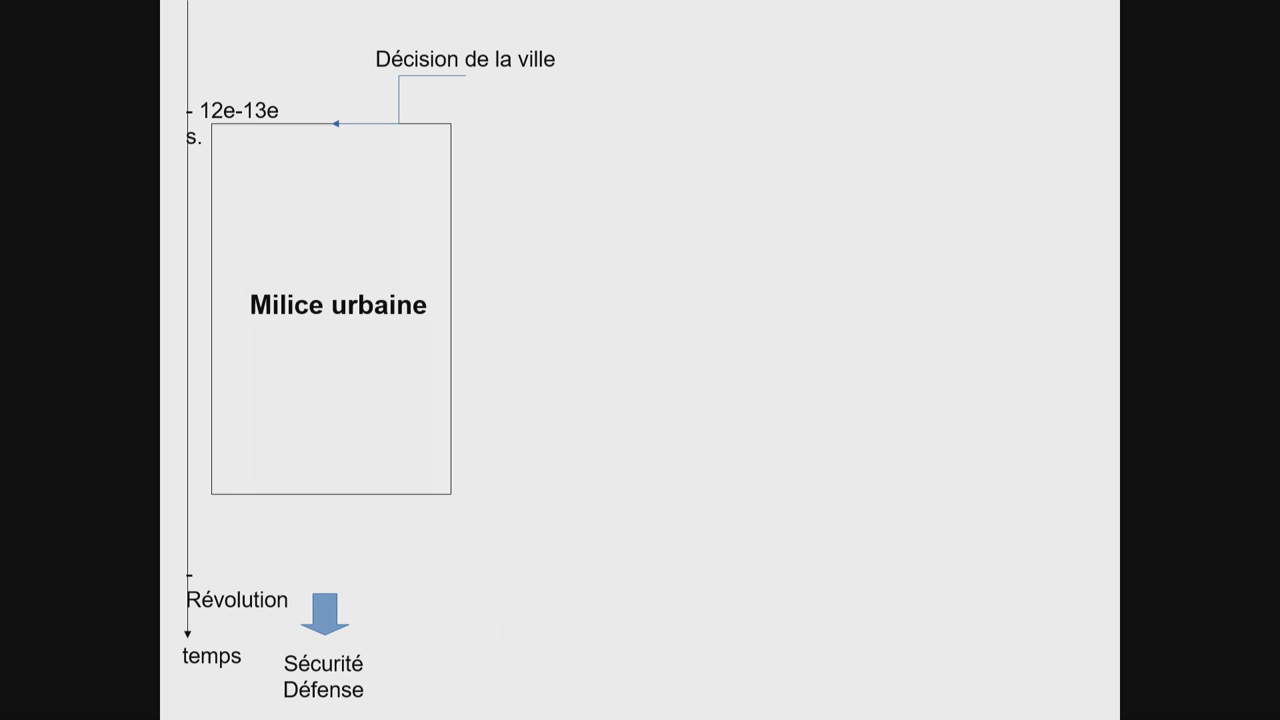 Décision de la ville
- 12e-13e
s.
Milice urbaine
-
Révolution
temps
Sécurité
Défense